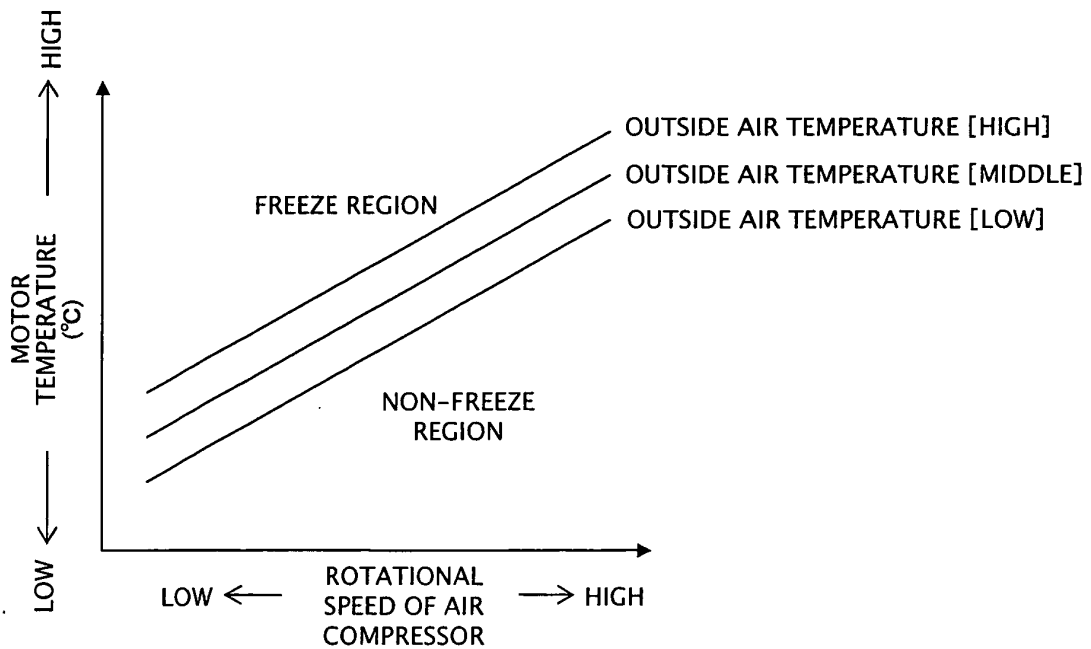 HIGH
MOTOR
TEMPERATURE
(°C)
LOW
OUTSIDE AIR TEMPERATURE [HIGH]
OUTSIDE AIR TEMPERATURE [MIDDLE]
OUTSIDE AIR TEMPERATURE [LOW]
FREEZE REGION
NON-FREEZE
REGION
LOW
ROTATIONAL
SPEED OF AIR
COMPRESSOR
HIGH